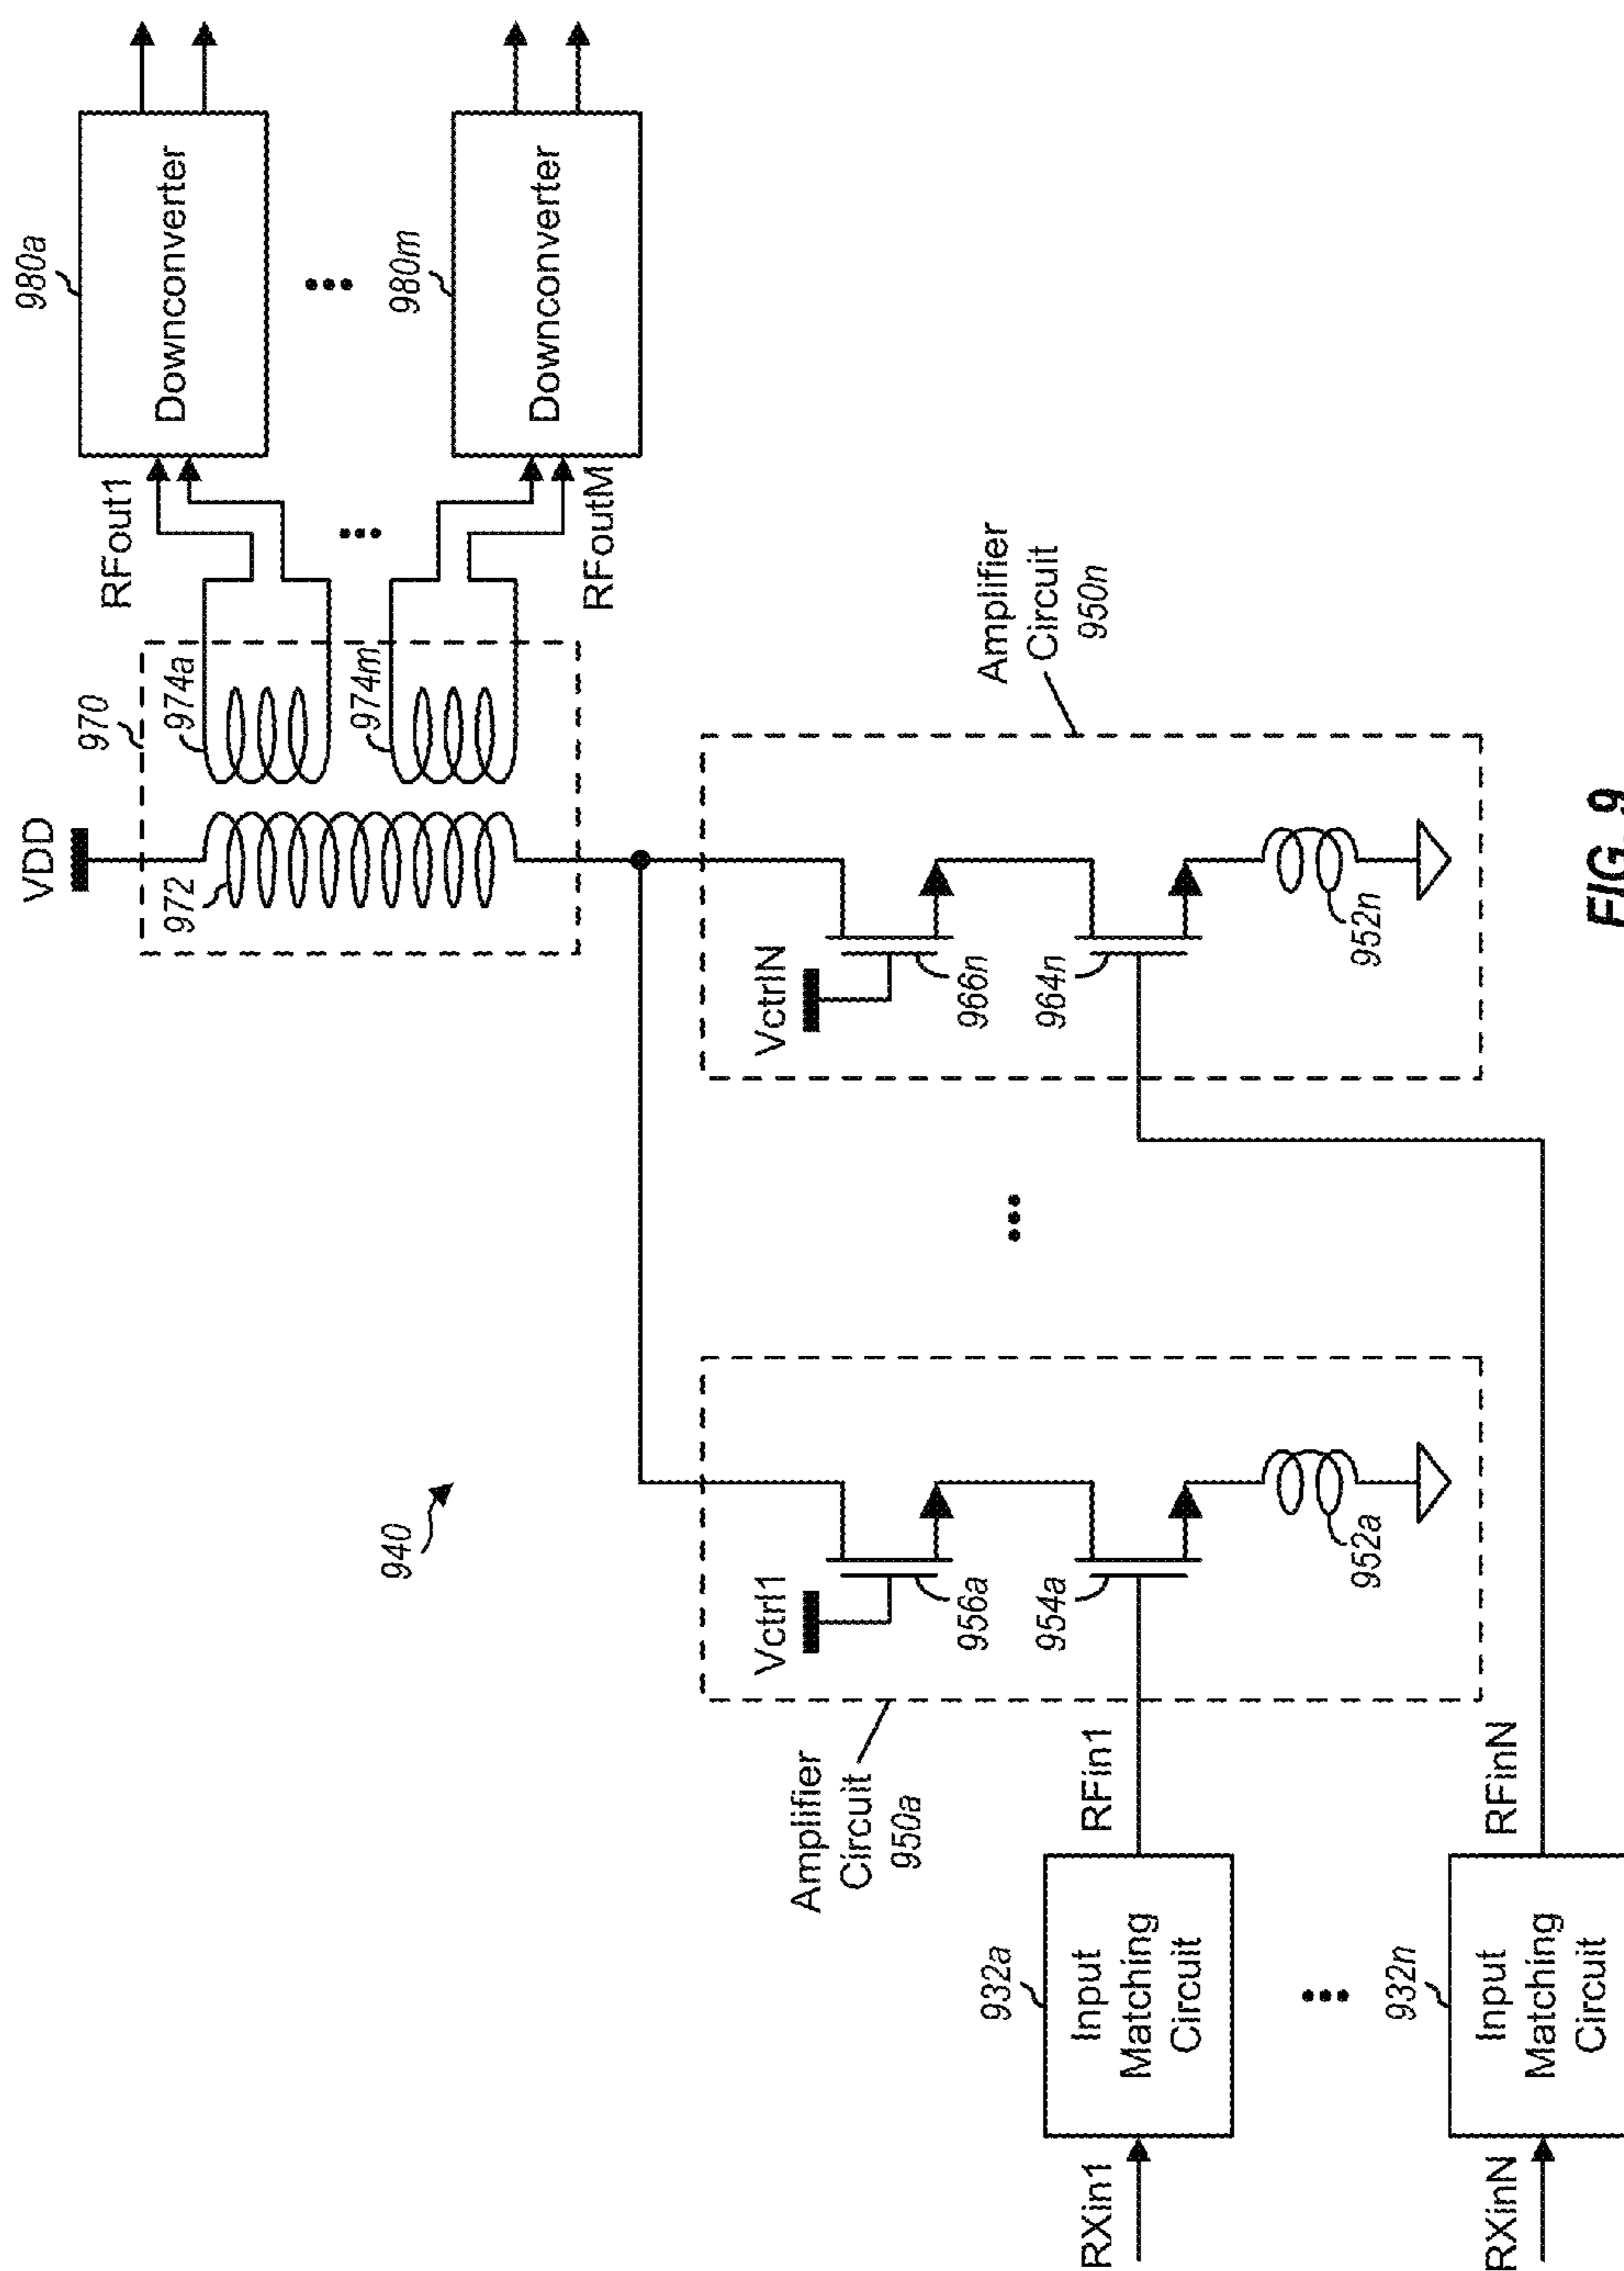 VDD
970
972
974a
974m
RFout1
RFoutM
980a
Downconverter
980m
Downconverter
940
Amplifier
Circuit
950a
Vctrl1
956a
954a
952a
Amplifier
Circuit
950n
VctrlN
966n
964n
952n
RXin1
932a
Input
Matching
Circuit
RFin1
RXinN
932n
Input
Matching
Circuit
RFinN
FIG. 9